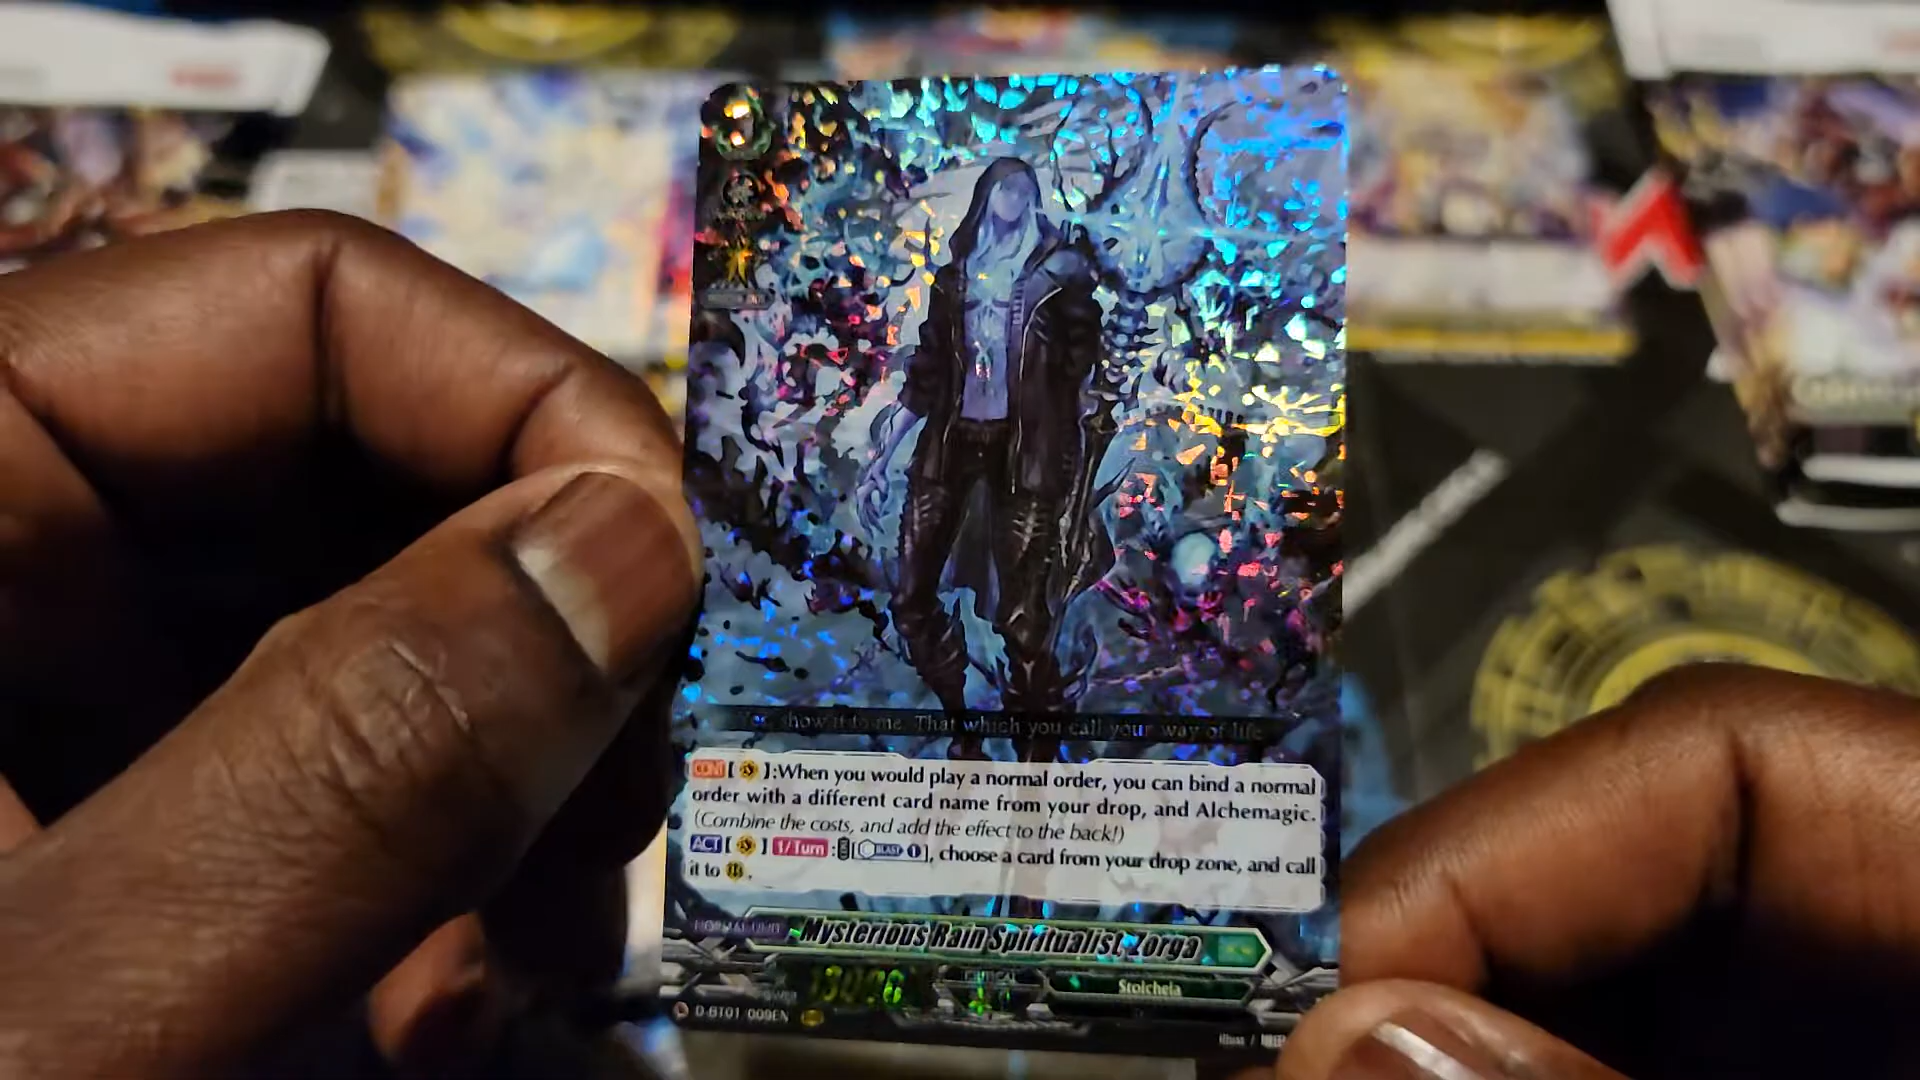 Yes, show it to me. That which you call your way of life.
CONT[ ]:When you would play a normal order, you can bind a normal
order with a different card name from your drop, and Alchemagic.
(Combine the costs, and add the effect to the back!)
ACT[ ] 1/Turn :[ BLAST 1], choose a card from your drop zone, and call
it to .
NORMAL UNIT
Mysterious Rain Spiritualist, Zorga
POWER 13000
CRITICAL
Stoicheia
D-BT01/009EN
Illust /